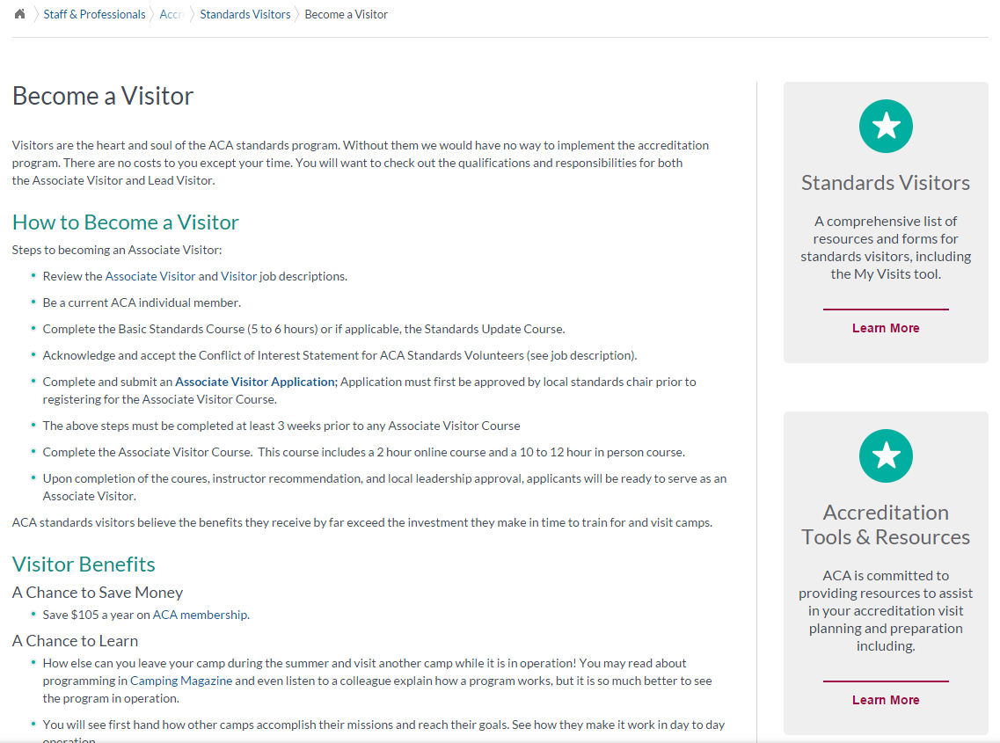 Staff & Professionals Accr Standards Visitors Become a Visitor
Become a Visitor
Visitors are the heart and soul of the ACA standards program. Without them we would have no way to implement the accreditation
program. There are no costs to you except your time. You will want to check out the qualifications and responsibilities for both
the Associate Visitor and Lead Visitor.
How to Become a Visitor
Steps to becoming an Associate Visitor:
Review the Associate Visitor and Visitor job descriptions.
Be a current ACA individual member.
Complete the Basic Standards Course (5 to 6 hours) or if applicable, the Standards Update Course.
Acknowledge and accept the Conflict of Interest Statement for ACA Standards Volunteers (see job description).
Complete and submit an Associate Visitor Application; Application must first be approved by local standards chair prior to
registering for the Associate Visitor Course.
The above steps must be completed at least 3 weeks prior to any Associate Visitor Course
Complete the Associate Visitor Course. This course includes a 2 hour online course and a 10 to 12 hour in person course.
Upon completion of the coures, instructor recommendation, and local leadership approval, applicants will be ready to serve as an
Associate Visitor.
ACA standards visitors believe the benefits they receive by far exceed the investment they make in time to train for and visit camps.
Visitor Benefits
A Chance to Save Money
Save $105 a year on ACA membership.
A Chance to Learn
How else can you leave your camp during the summer and visit another camp while it is in operation! You may read about
programming in Camping Magazine and even listen to a colleague explain how a program works, but it is so much better to see
the program in operation.
You will see first hand how other camps accomplish their missions and reach their goals. See how they make it work in day to day
operation.
Standards Visitors
A comprehensive list of
resources and forms for
standards visitors, including
the My Visits tool.
Learn More
Accreditation
Tools & Resources
ACA is committed to
providing resources to assist
in your accreditation visit
planning and preparation
including.
Learn More